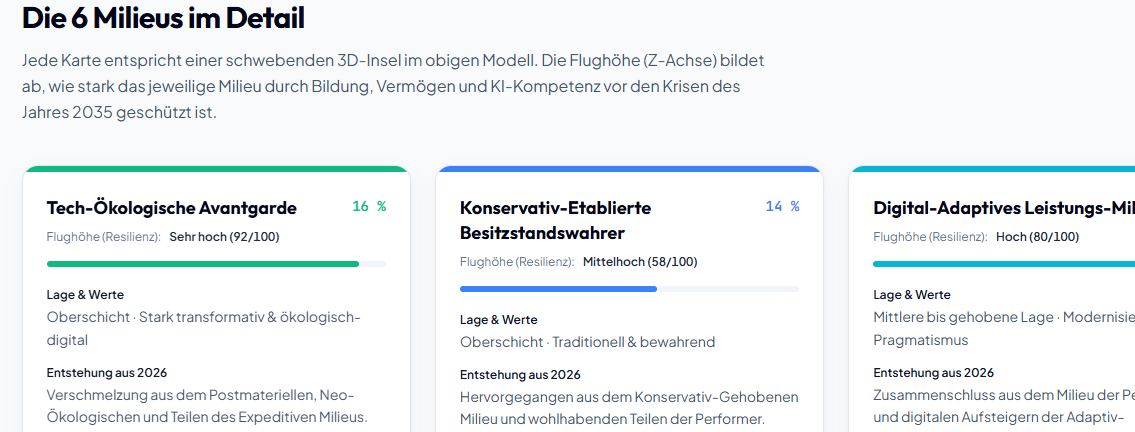 Die 6 Milieus im Detail
Jede Karte entspricht einer schwebenden 3D-Insel im obigen Modell. Die Flughöhe (Z-Achse) bildet
ab, wie stark das jeweilige Milieu durch Bildung, Vermögen und KI-Kompetenz vor den Krisen des
Jahres 2035 geschützt ist.
Tech-Ökologische Avantgarde
16 %
Flughöhe (Resilienz): Sehr hoch (92/100)
Lage & Werte
Oberschicht · Stark transformativ & ökologisch-
digital
Entstehung aus 2026
Verschmelzung aus dem Postmateriellen, Neo-
Ökologischen und Teilen des Expeditiven Milieus.
Konservativ-Etablierte
Besitzstandswahrer
14 %
Flughöhe (Resilienz): Mittelhoch (58/100)
Lage & Werte
Oberschicht · Traditionell & bewahrend
Entstehung aus 2026
Hervorgegangen aus dem Konservativ-Gehobenen
Milieu und wohlhabenden Teilen der Performer.
Digital-Adaptives Leistungs-Mil
Flughöhe (Resilienz): Hoch (80/100)
Lage & Werte
Mittlere bis gehobene Lage · Modernisie
Pragmatismus
Entstehung aus 2026
Zusammenschluss aus dem Milieu der Pe
und digitalen Aufsteigern der Adaptiv-